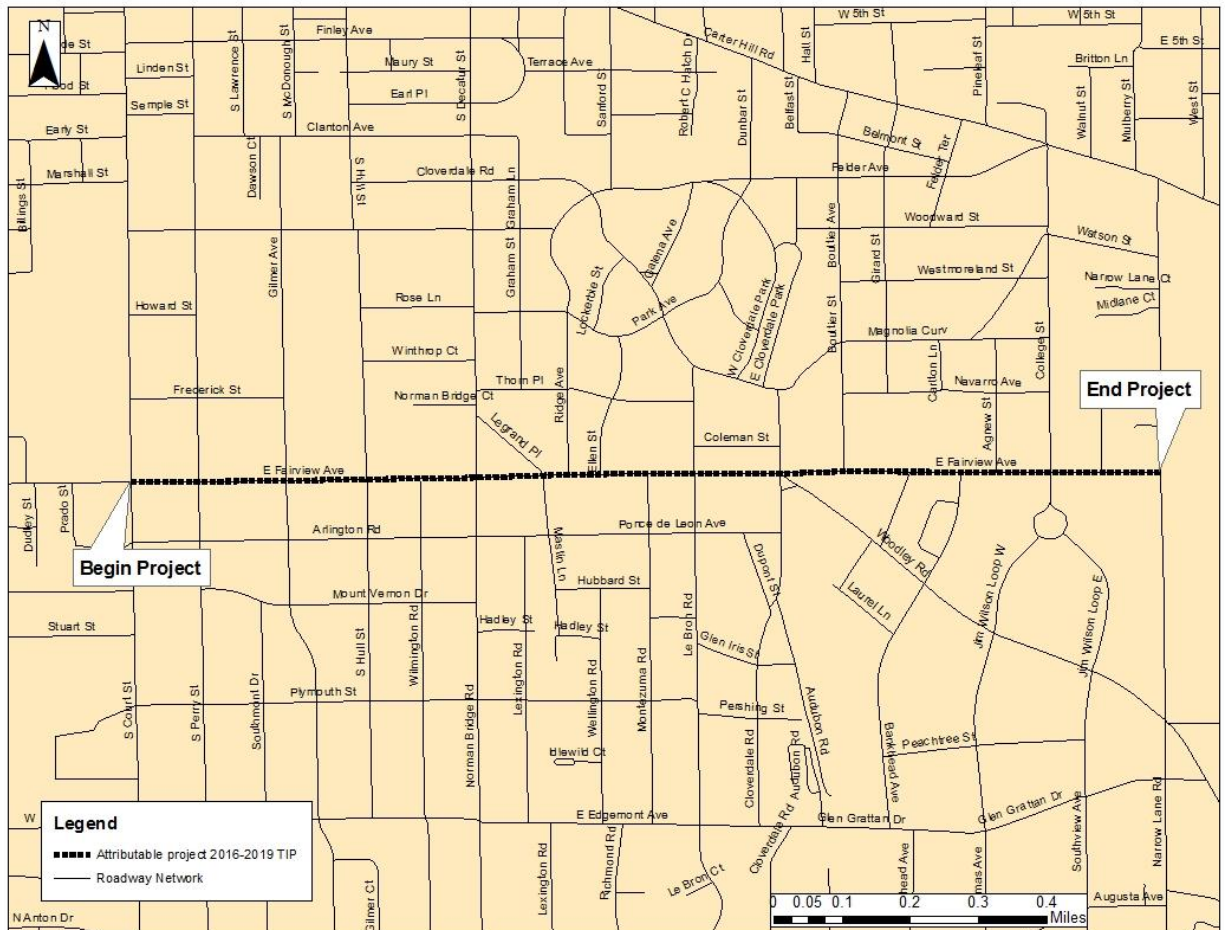 N
W 5th St
W 5th St
Finley Ave
E 5th St
Carter Hill Rd
Hall St
S Lawrence St
S McDonough St
Linden St
Maury St
Terrace Ave
Britton Ln
Pineleaf St
S Decatur St
Sanford St
Robert C Hatch D
Earl Pl
Semple St
Belfast St
Dunbar St
Walnut St
Mulberry St
West St
Early St
Clanton Ave
Belmont St
Felder Ter
Dawson Ct
S Hull St
Marshall St
Cloverdale Rd
Felder Ave
Graham Ln
Billings St
Woodward St
Boultier Ave
Watson St
Gilmer Ave
Graham St
Galena Ave
Girard St
Westmoreland St
Narrow Lane Ct
Midlane Ct
Howard St
Rose Ln
Lockerbie St
Park Ave
W Cloverdale Park
E Cloverdale Park
Boultier St
Magnolia Curv
College St
Winthrop Ct
Carlton Ln
Frederick St
Thorn Pl
Ridge Ave
Norman Bridge Ct
Navarro Ave
End Project
Agnew St
Legrand Pl
Ellen St
Coleman St
E Fairview Ave
E Fairview Ave
Dudley St
Prado St
Arlington Rd
Ponce de Leon Ave
Begin Project
Maslin Ln
Dupont St
Woodley Rd
Hubbard St
Mount Vernon Dr
Laurel Ln
Jim Wilson Loop W
Jim Wilson Loop E
Stuart St
Hadley St
Hadley St
Le Bron Rd
Glen Iris St
S Hull St
Wilmington Rd
Lexington Rd
Wellington Rd
Montezuma Rd
S Court St
S Perry St
Southmont Dr
Plymouth St
Norman Bridge Rd
Pershing St
Audubon Rd
Idlewild Ct
Cloverdale Rd
Audubon Rd
Bankhead Ave
Peachtree St
W
E Edgemont Ave
Glen Grattan Dr
Glen Grattan Dr
Southview Ave
Narrow Lane Rd
Legend
Attributable project 2016-2019 TIP
Roadway Network
Lexington Rd
Richmond Rd
Cloverdale Rd
Le Bron Ct
head Ave
mas Ave
Gilmer Ct
Augusta Ave
N Anton Dr
0 0.05 0.1 0.2 0.3 0.4
Miles